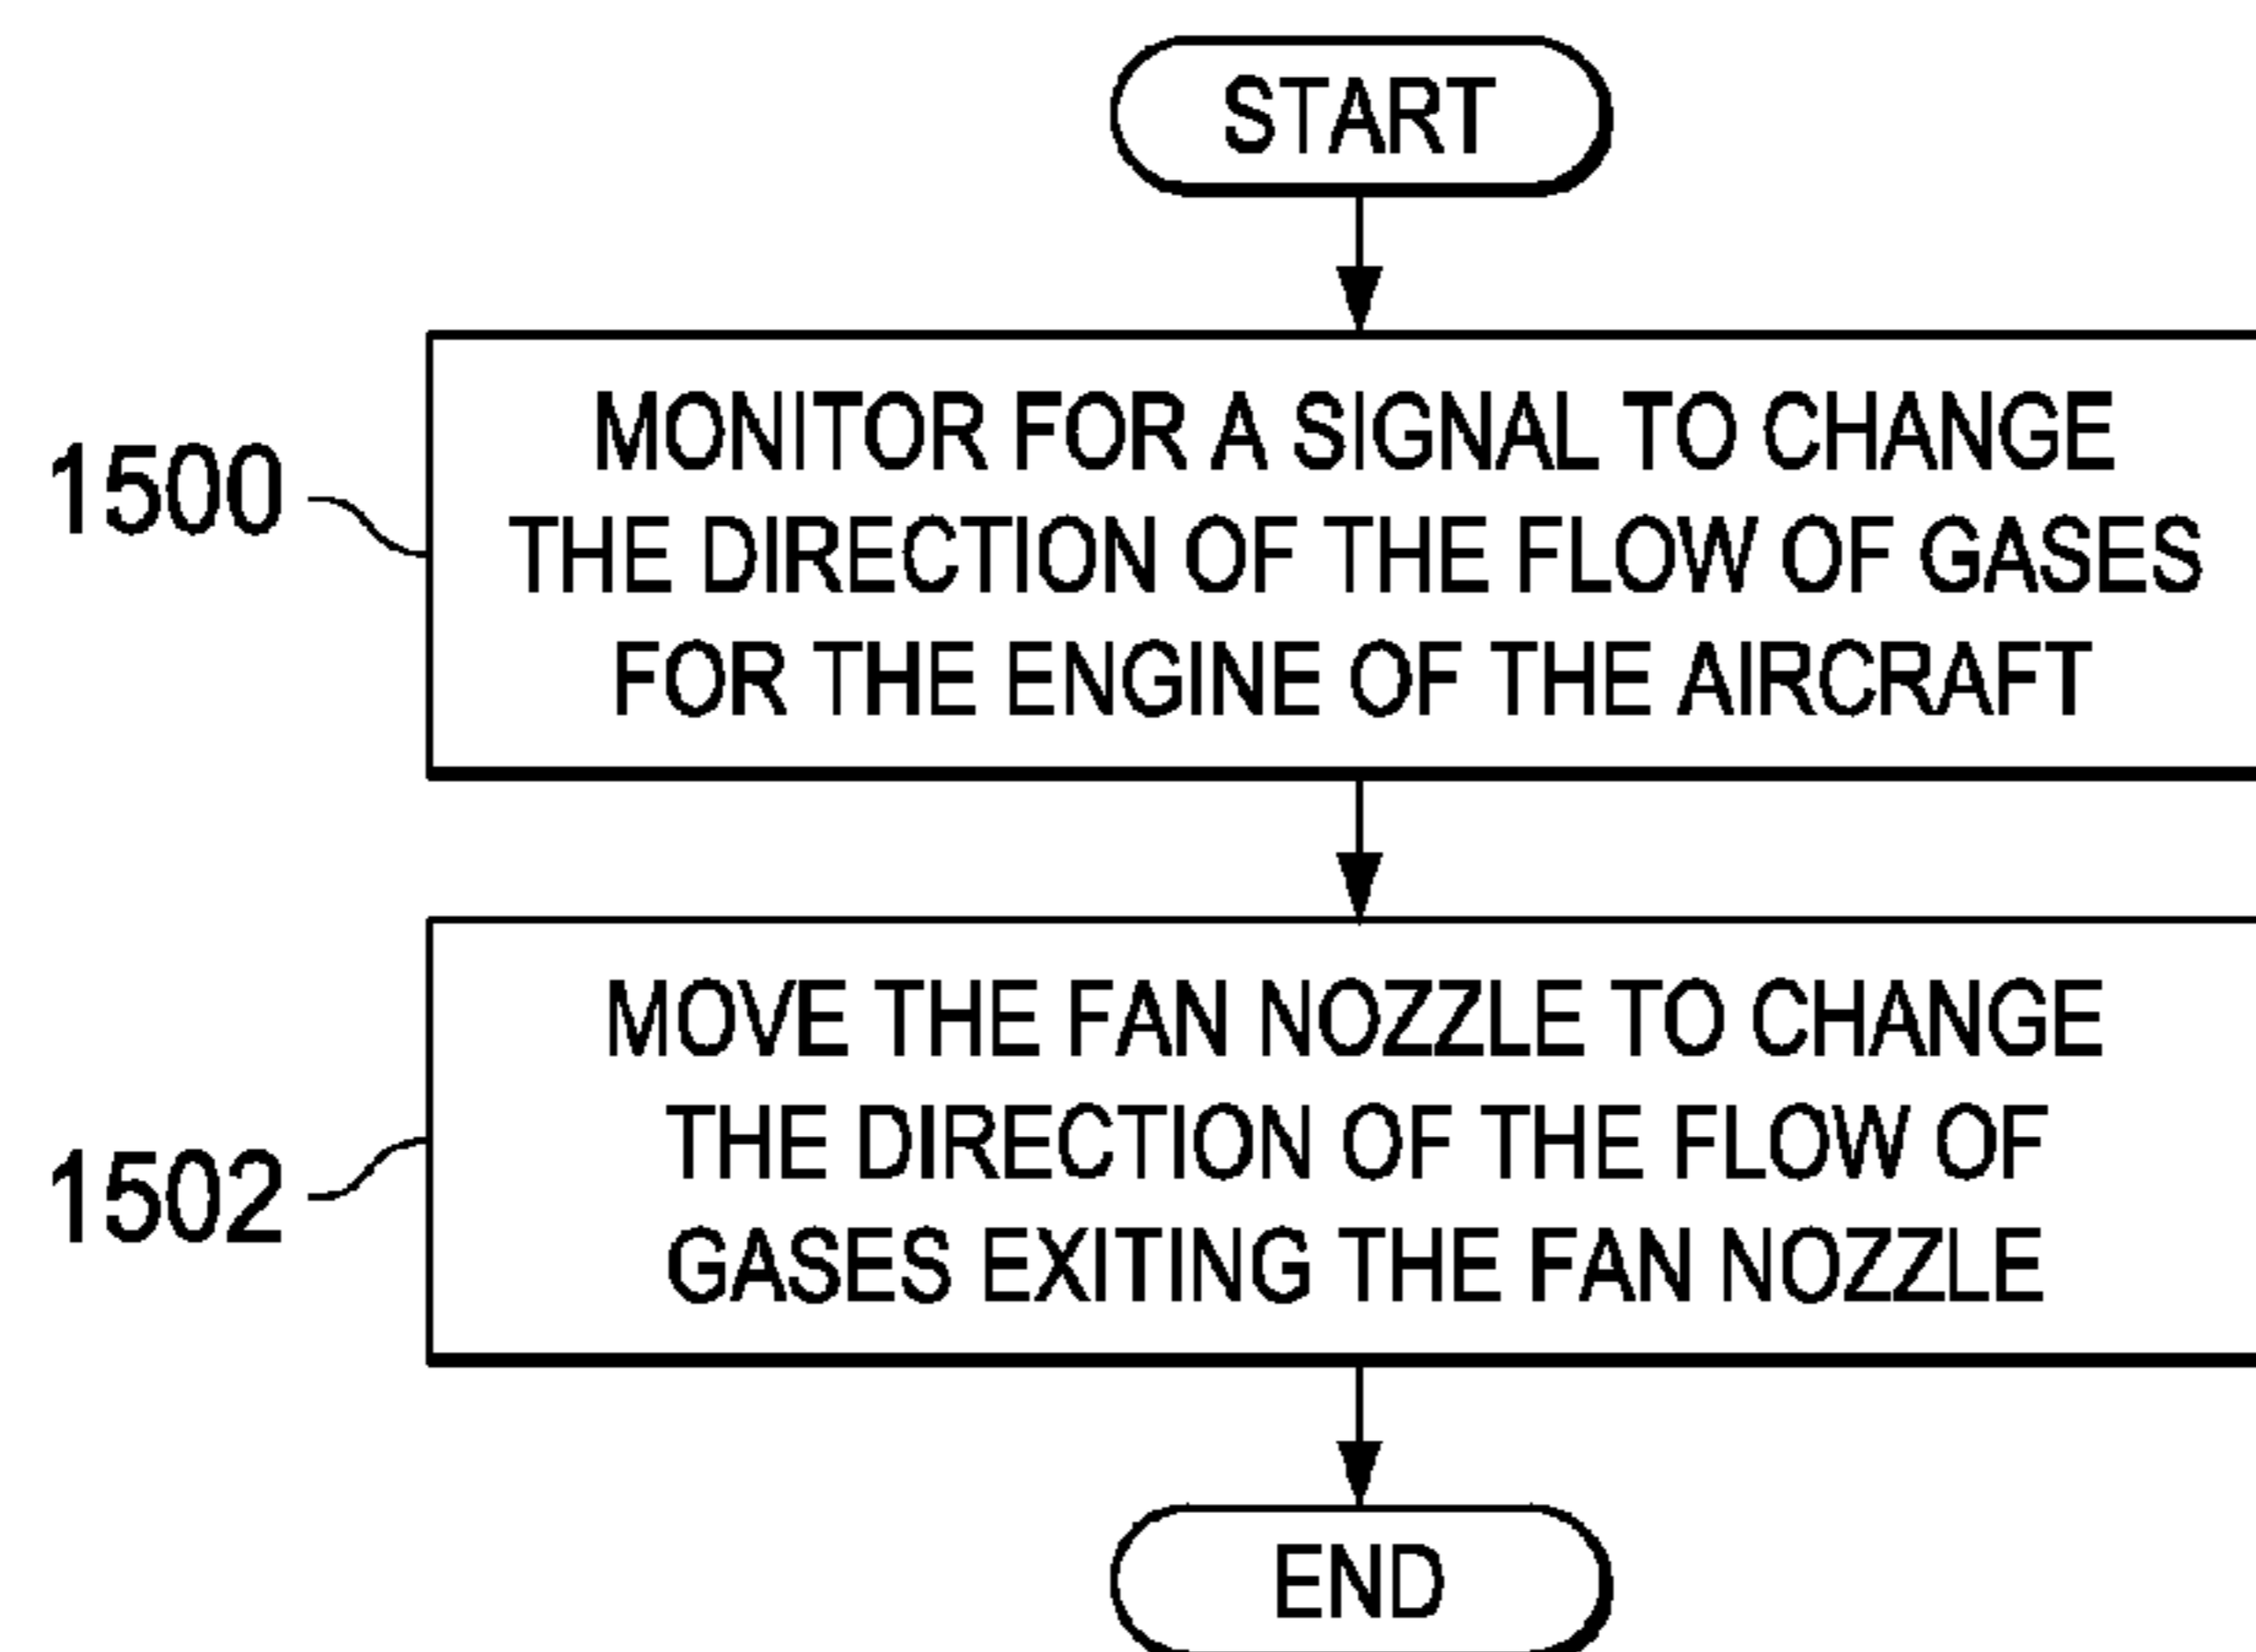 START
1500
MONITOR FOR A SIGNAL TO CHANGE
THE DIRECTION OF THE FLOW OF GASES
FOR THE ENGINE OF THE AIRCRAFT
1502
MOVE THE FAN NOZZLE TO CHANGE
THE DIRECTION OF THE FLOW OF
GASES EXITING THE FAN NOZZLE
END